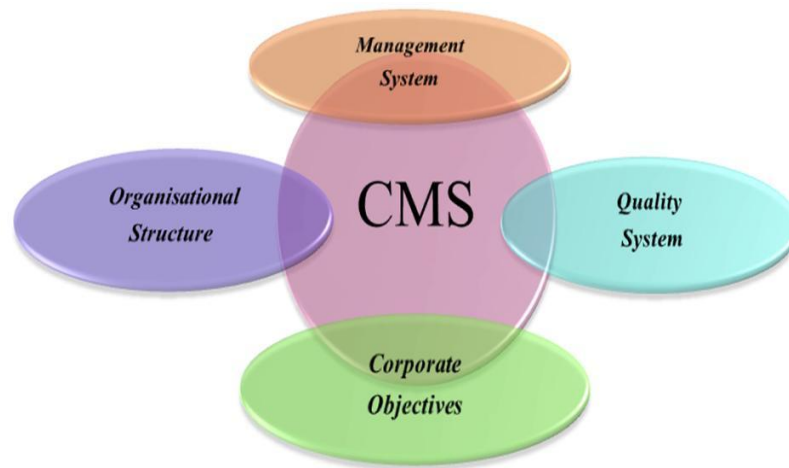 Management
System
Organisational
Structure
CMS
Quality
System
Corporate
Objectives